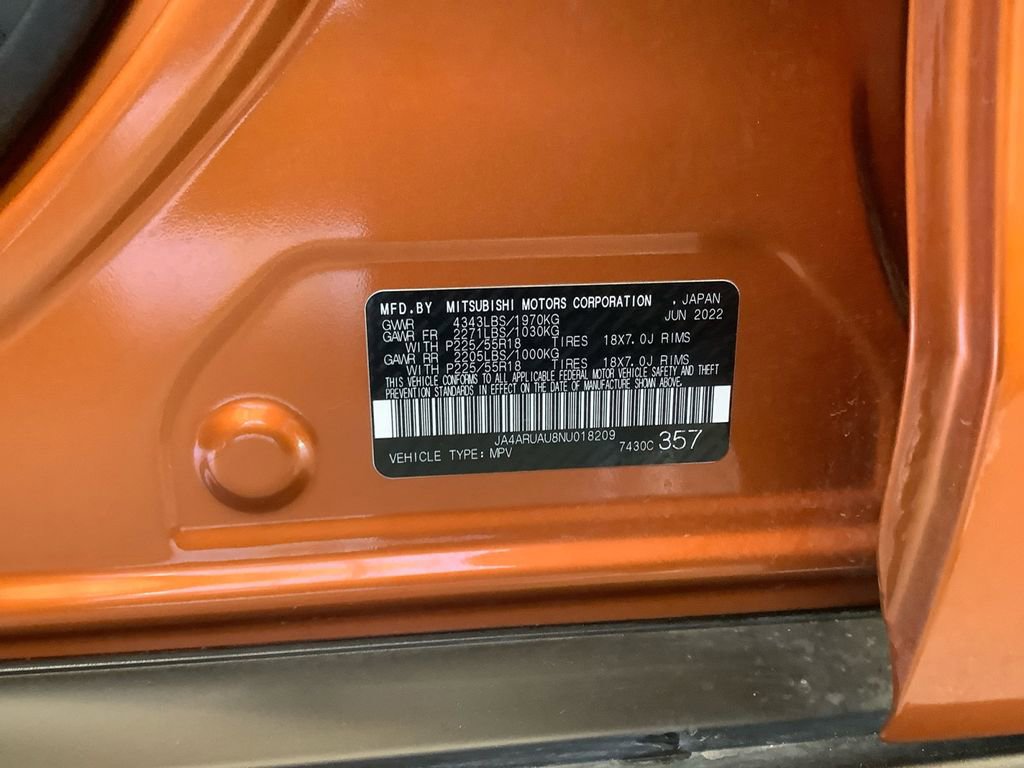 MFD.BY MITSUBISHI MOTORS CORPORATION , JAPAN
GVWR 4343LBS/1970KG JUN 2022
GAWR FR 2271LBS/1030KG
WITH P225/55R18 TIRES 18X7.0J RIMS
GAWR RR 2205LBS/1000KG
WITH P225/55R18 TIRES 18X7.0J RIMS
THIS VEHICLE CONFORMS TO ALL APPLICABLE FEDERAL MOTOR VEHICLE SAFETY AND THEFT
PREVENTION STANDARDS IN EFFECT ON THE DATE OF MANUFACTURE SHOWN ABOVE.
JA4ARUAU8NU018209
VEHICLE TYPE: MPV 7430C 357